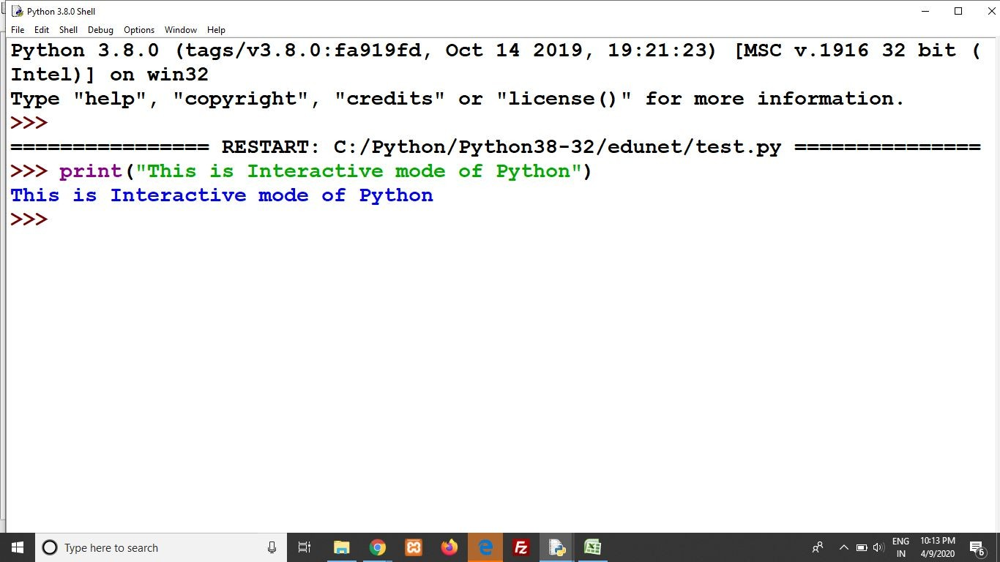 Python 3.8.0 Shell
File Edit Shell Debug Options Window Help
Python 3.8.0 (tags/v3.8.0:fa919fd, Oct 14 2019, 19:21:23) [MSC v.1916 32 bit (
Intel)] on win32
Type "help", "copyright", "credits" or "license()" for more information.
>>>
================ RESTART: C:/Python/Python38-32/edunet/test.py ===============
>>> print("This is Interactive mode of Python")
This is Interactive mode of Python
>>>
Type here to search
ENG
IN
10:13 PM
4/9/2020
6